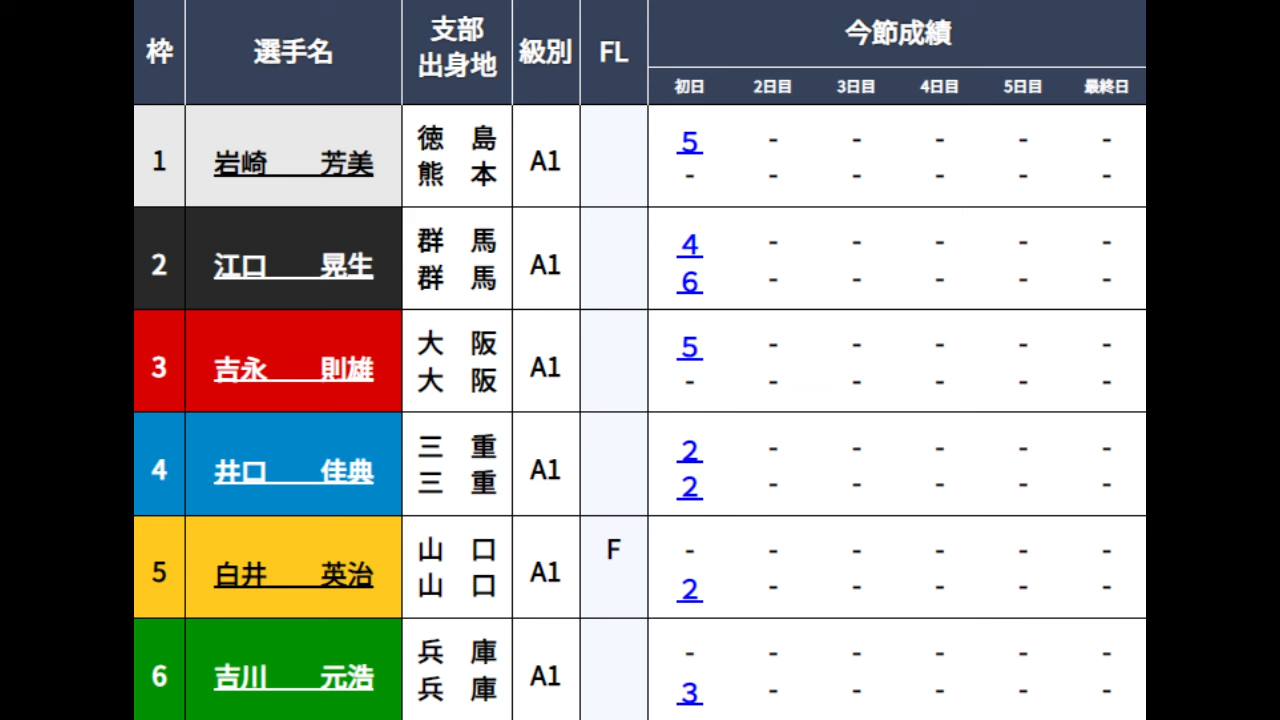 枠 選手名 支部 出身地 級別 FL 今節成績
初日 2日目 3日目 4日目 5日目 最終日
1 岩崎 芳美 徳島 A1 5 - - - - -
熊本 - - - - - -
2 江口 晃生 群馬 A1 4 - - - - -
群馬 6 - - - - -
3 吉永 則雄 大阪 A1 5 - - - - -
大阪 - - - - - -
4 井口 佳典 三重 A1 2 - - - - -
三重 2 - - - - -
5 白井 英治 山口 A1 F - - - - - -
山口 2 - - - - -
6 吉川 元浩 兵庫 A1 - - - - - -
兵庫 3 - - - - -